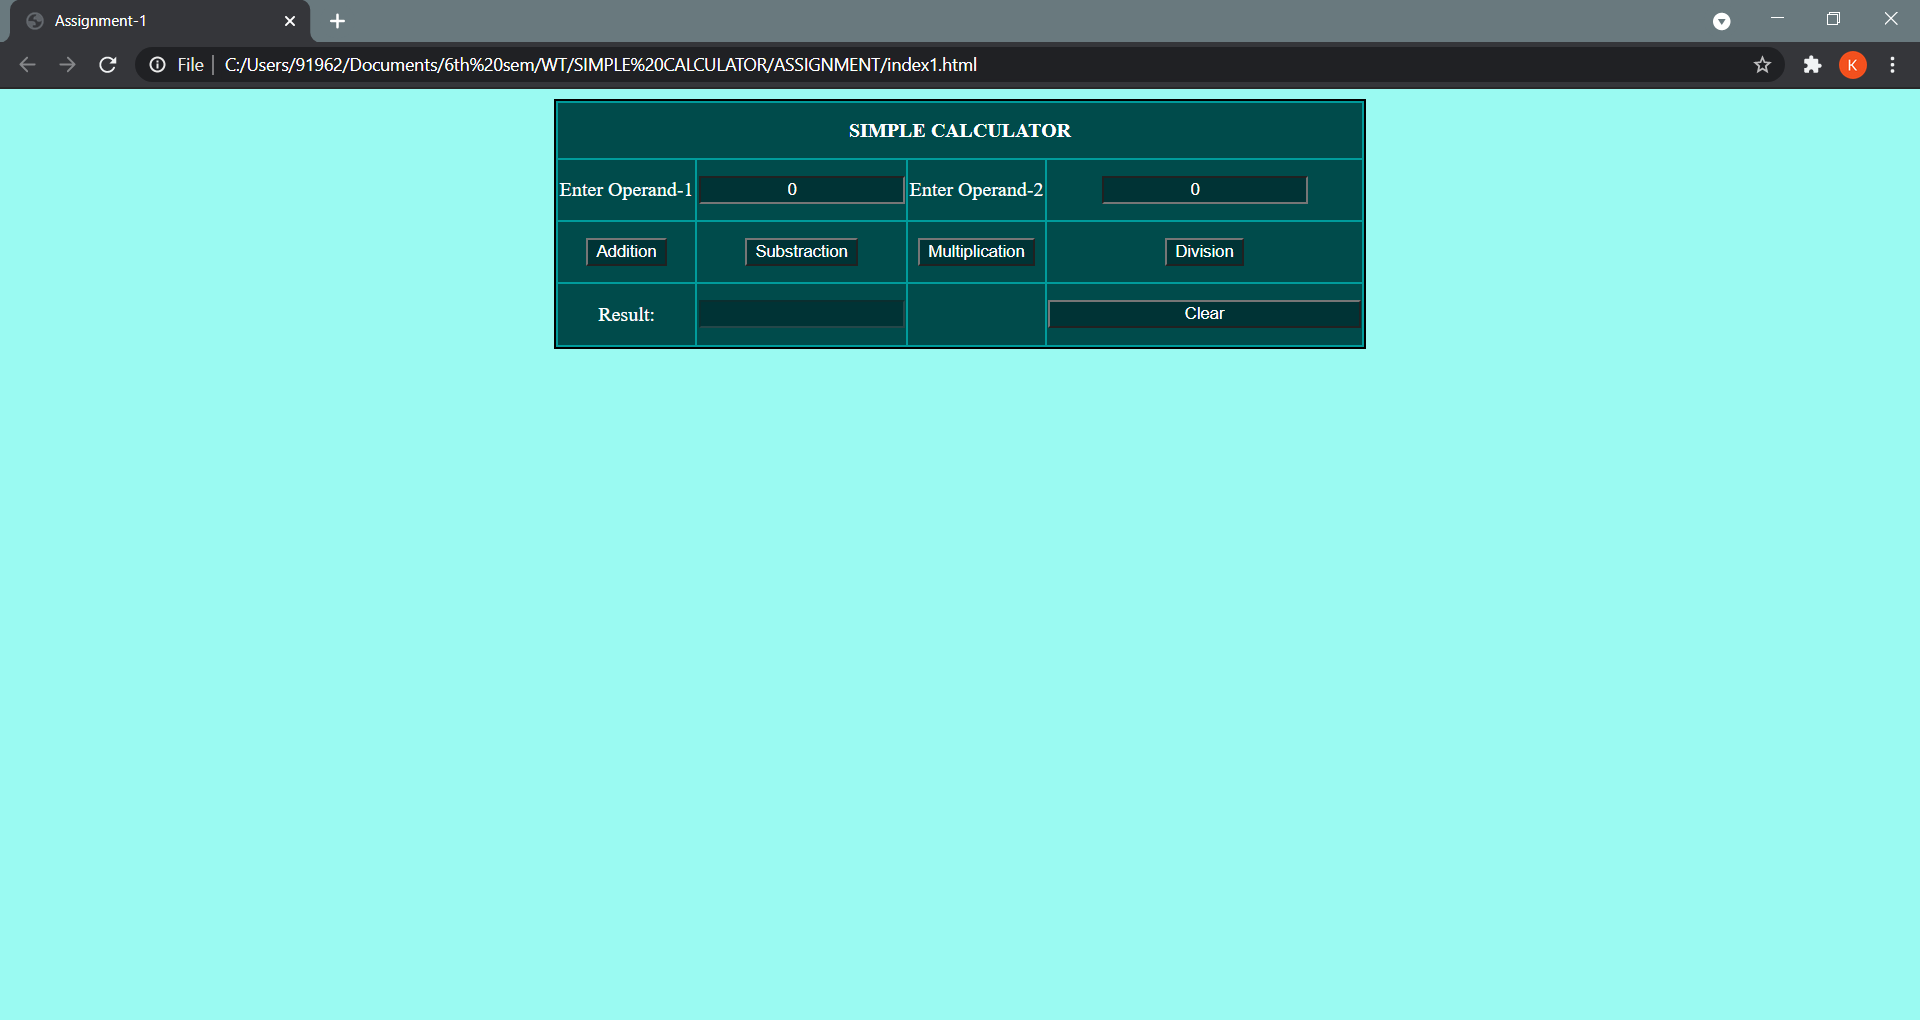 Assignment-1
File | C:/Users/91962/Documents/6th%20sem/WT/SIMPLE%20CALCULATOR/ASSIGNMENT/index1.html
K
SIMPLE CALCULATOR
Enter Operand-1 0 Enter Operand-2 0
Addition Substraction Multiplication Division
Result: Clear